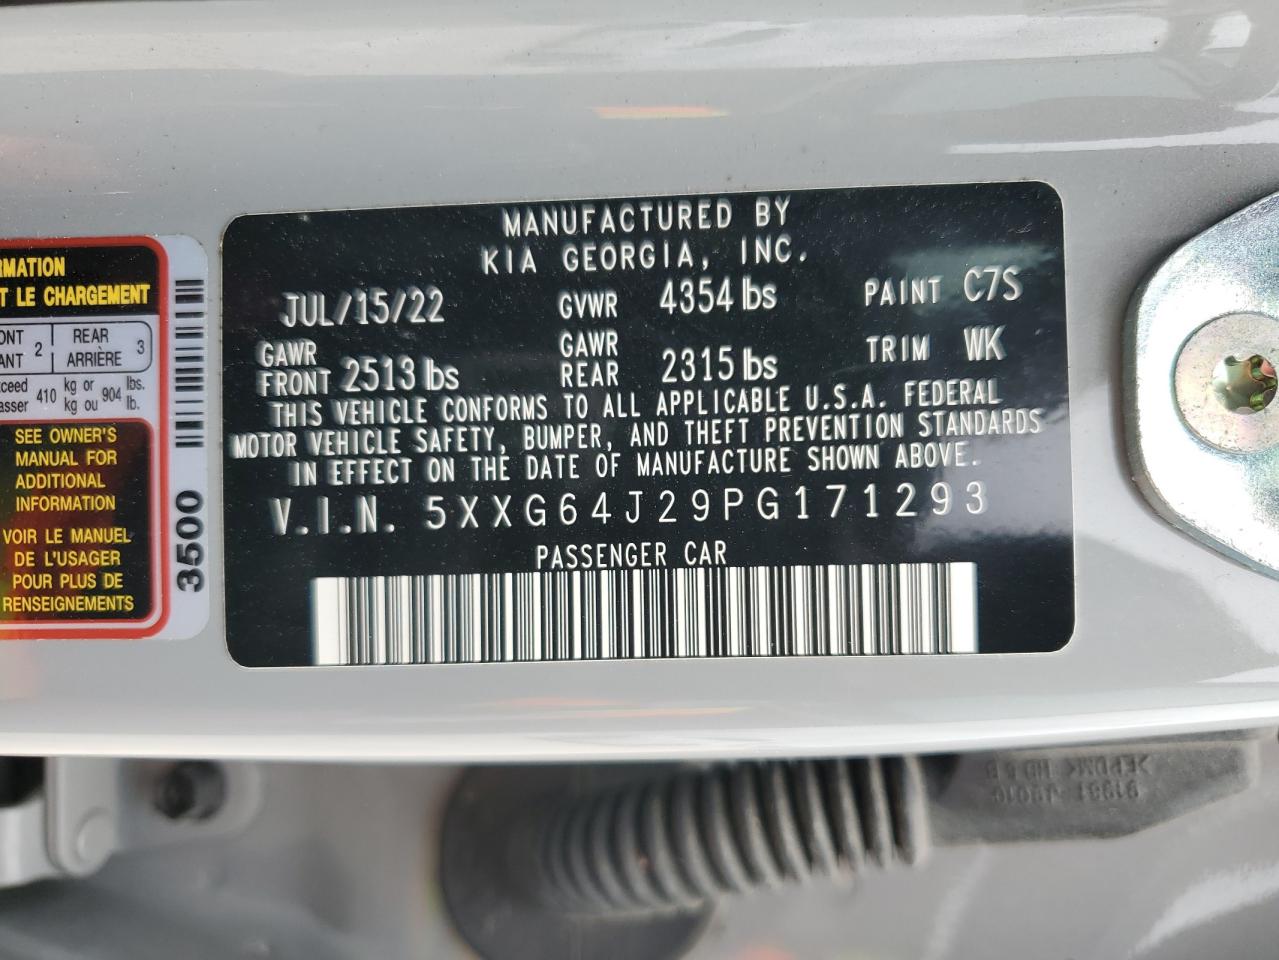 RMATION
T LE CHARGEMENT
2
REAR
ARRIÈRE
3
410
kg or
kg ou
904
lbs.
lb.
SEE OWNER'S
MANUAL FOR
ADDITIONAL
INFORMATION
VOIR LE MANUEL
DE L'USAGER
POUR PLUS DE
RENSEIGNEMENTS
3500
MANUFACTURED BY
KIA GEORGIA, INC.
JUL/15/22 GVWR 4354 lbs PAINT C7S
GAWR FRONT 2513 lbs GAWR REAR 2315 lbs TRIM WK
THIS VEHICLE CONFORMS TO ALL APPLICABLE U.S.A. FEDERAL
MOTOR VEHICLE SAFETY, BUMPER, AND THEFT PREVENTION STANDARDS
IN EFFECT ON THE DATE OF MANUFACTURE SHOWN ABOVE.
V.I.N. 5XXG64J29PG171293
PASSENGER CAR
>EPDM<